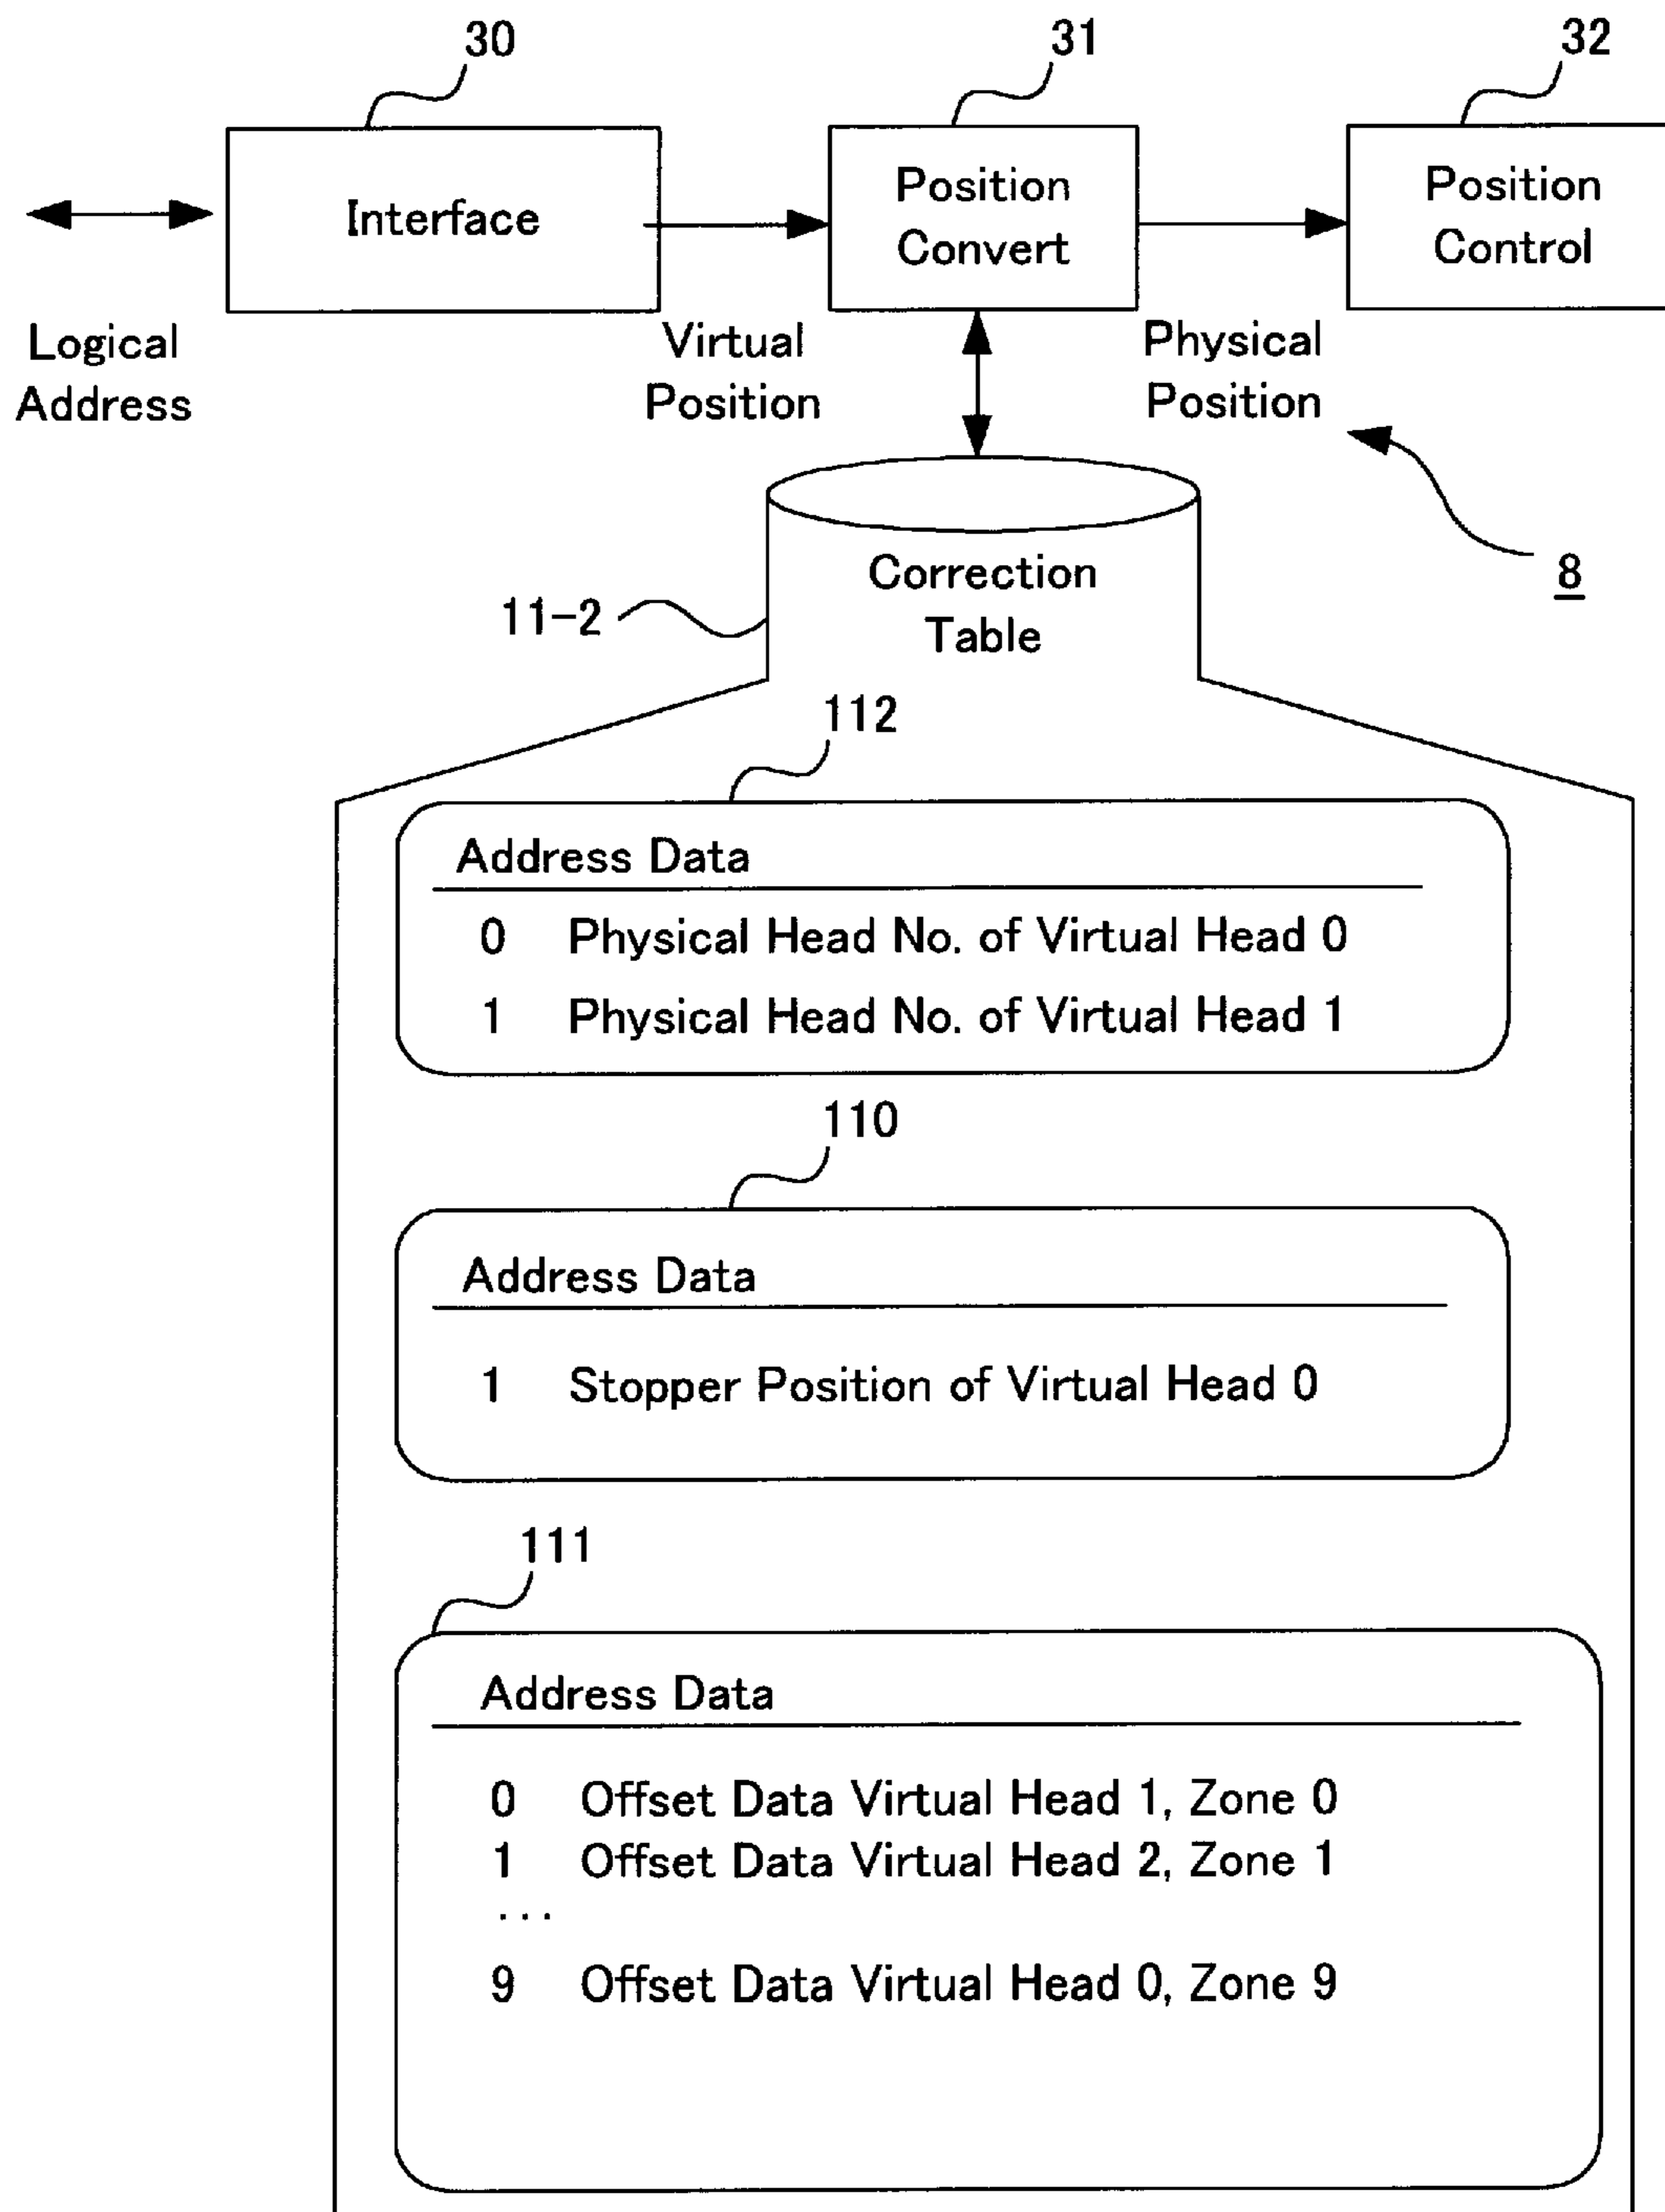 30
31
32
Interface
Position
Convert
Position
Control
Logical
Address
Virtual
Position
Physical
Position
8
Correction
Table
11-2
112
Address Data
0 Physical Head No. of Virtual Head 0
1 Physical Head No. of Virtual Head 1
110
Address Data
1 Stopper Position of Virtual Head 0
111
Address Data
0 Offset Data Virtual Head 1, Zone 0
1 Offset Data Virtual Head 2, Zone 1
...
9 Offset Data Virtual Head 0, Zone 9